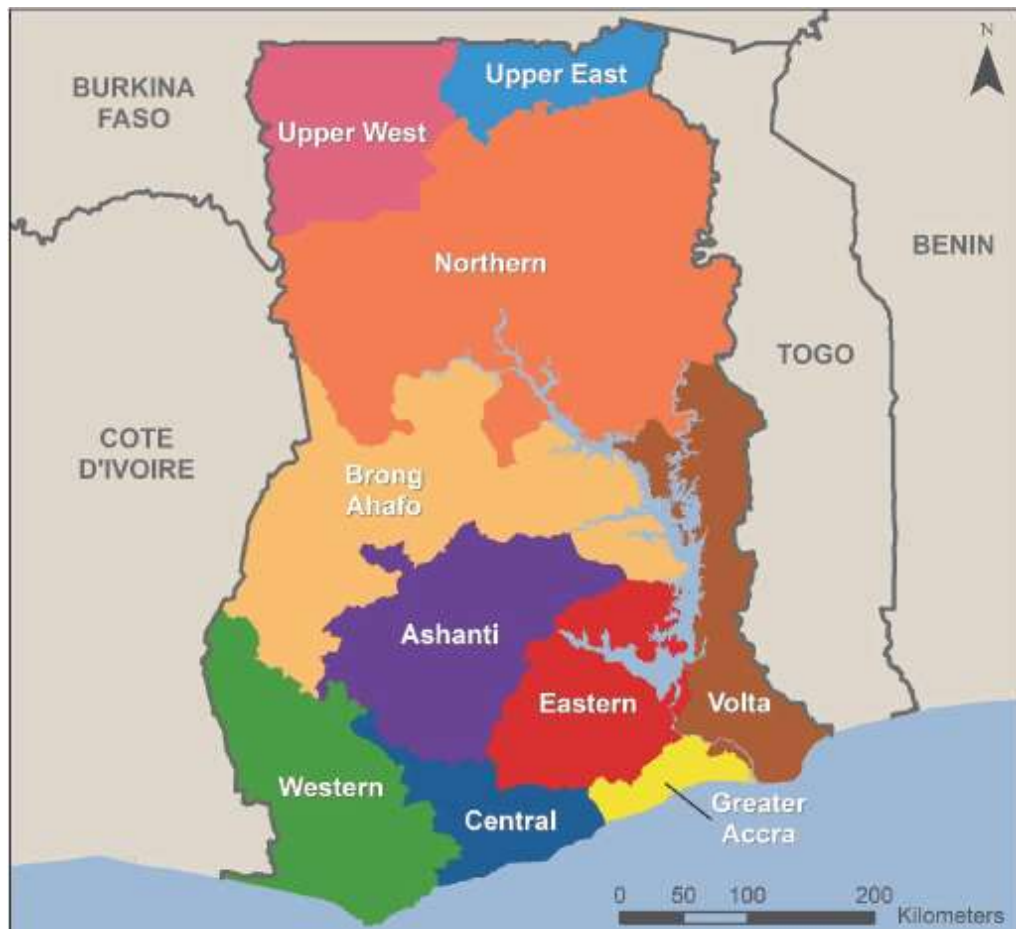 N
BURKINA
FASO
Upper East
Upper West
Northern
BENIN
TOGO
COTE
D'IVOIRE
Brong
Ahafo
Ashanti
Eastern
Volta
Western
Central
Greater
Accra
0 50 100 200
Kilometers